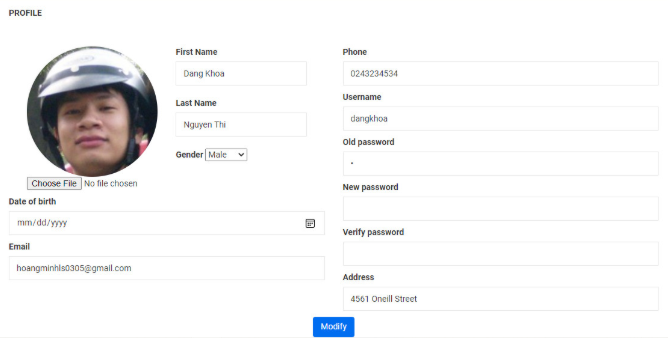 PROFILE
First Name
Dang Khoa
Last Name
Nguyen Thi
Gender Male
Choose File No file chosen
Date of birth
mm/dd/yyyy
Email
hoangminhls0305@gmail.com
Phone
0243234534
Username
dangkhoa
Old password
•
New password
Verify password
Address
4561 Oneill Street
Modify